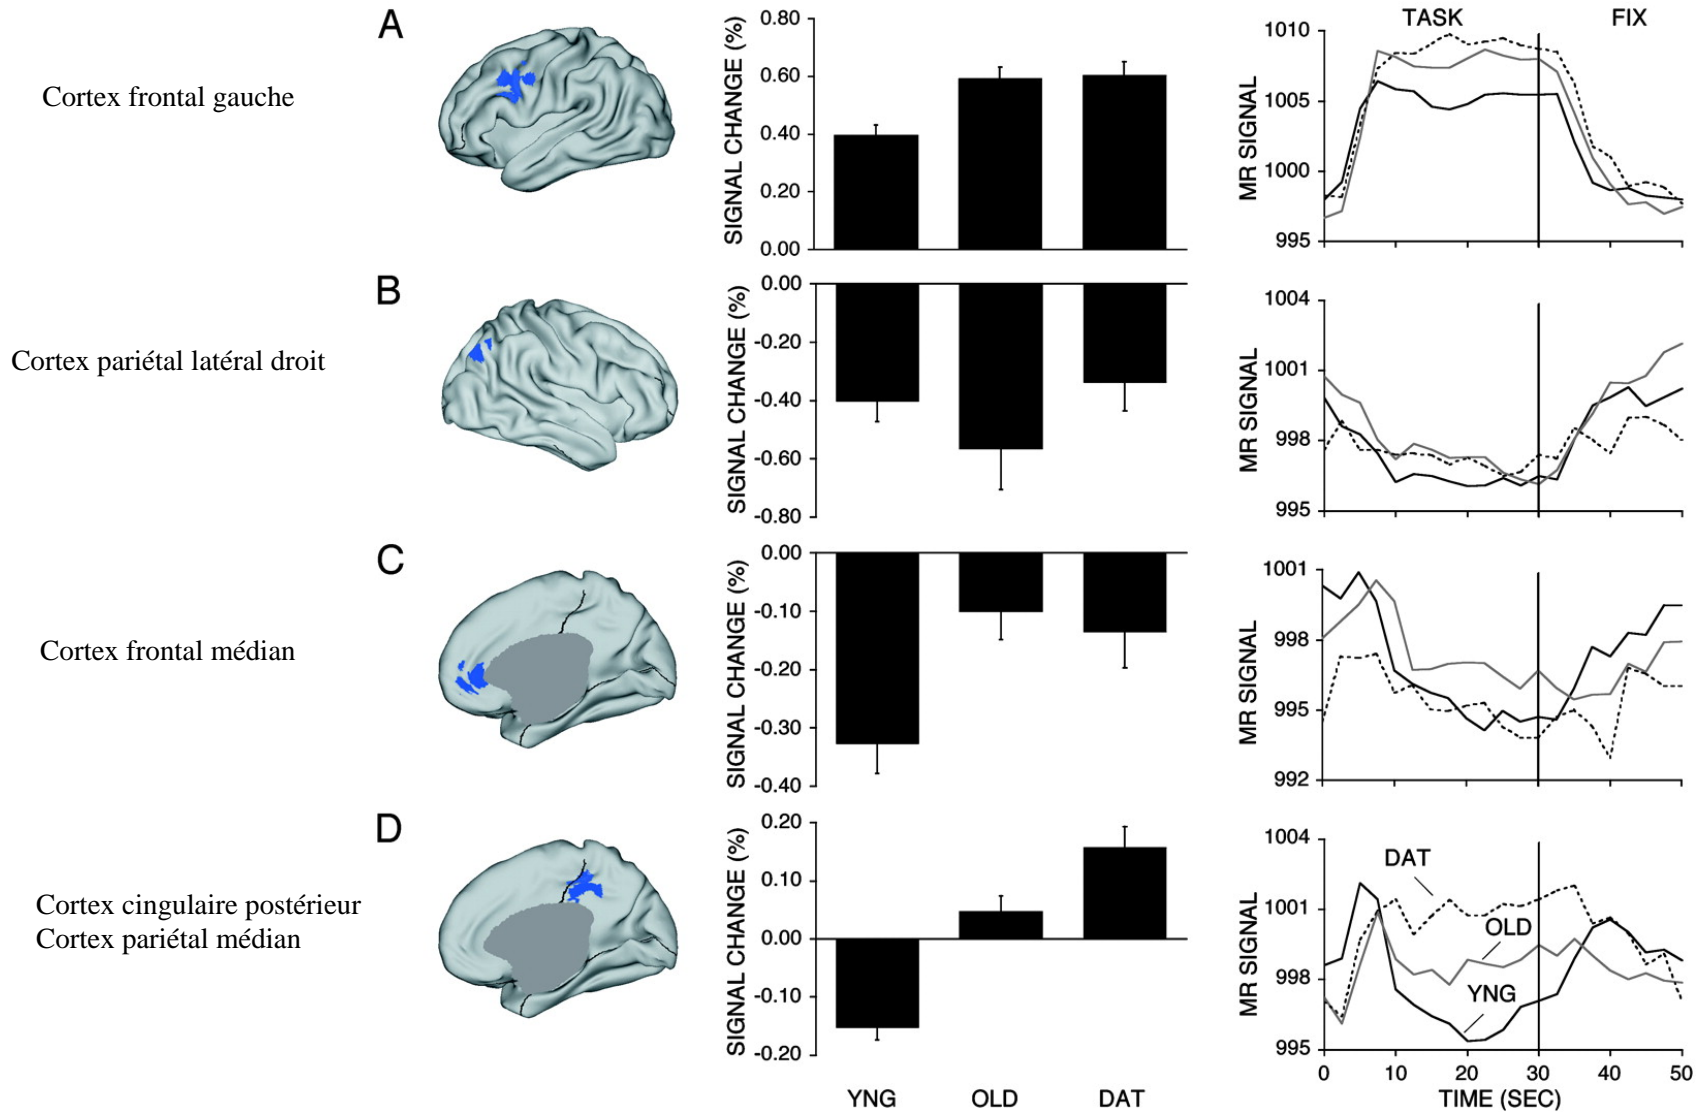 A
Cortex frontal gauche
SIGNAL CHANGE (%)
0.80
0.60
0.40
0.20
0.00
TASK
FIX
MR SIGNAL
1010
1005
1000
995
B
Cortex pariétal latéral droit
SIGNAL CHANGE (%)
0.00
-0.20
-0.40
-0.60
-0.80
MR SIGNAL
1004
1001
998
995
C
Cortex frontal médian
SIGNAL CHANGE (%)
0.00
-0.10
-0.20
-0.30
-0.40
MR SIGNAL
1001
998
995
992
D
Cortex cingulaire postérieur
Cortex pariétal médian
SIGNAL CHANGE (%)
0.20
0.10
0.00
-0.10
-0.20
YNG
OLD
DAT
MR SIGNAL
1004
1001
998
995
DAT
OLD
YNG
0
10
20
30
40
50
TIME (SEC)